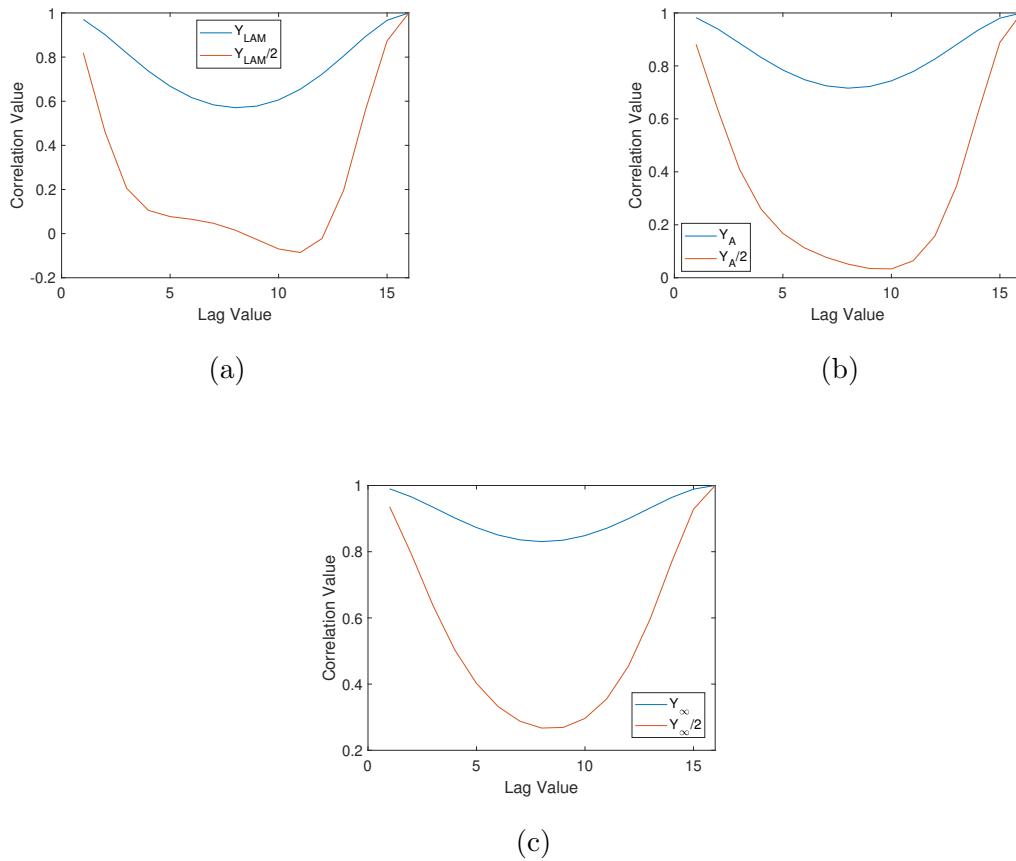 1
0.8
0.6
0.4
0.2
0
-0.2
0
5
10
15
Correlation Value
Lag Value
Y_LAM
Y_LAM/2
(a)
1
0.8
0.6
0.4
0.2
0
0
5
10
15
Correlation Value
Lag Value
Y_A
Y_A/2
(b)
1
0.8
0.6
0.4
0.2
0
5
10
15
Correlation Value
Lag Value
Y_∞
Y_∞/2
(c)